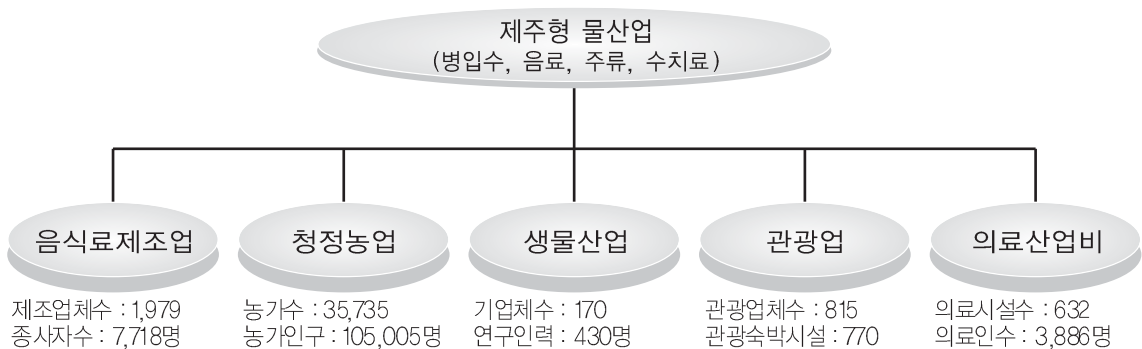 제주형 물산업
(병입수, 음료, 주류, 수치료)
음식료제조업
청정농업
생물산업
관광업
의료산업비
제조업체수 : 1,979
종사자수 : 7,718명
농가수 : 35,735
농가인구 : 105,005명
기업체수 : 170
연구인력 : 430명
관광업체수 : 815
관광숙박시설 : 770
의료시설수 : 632
의료인수 : 3,886명